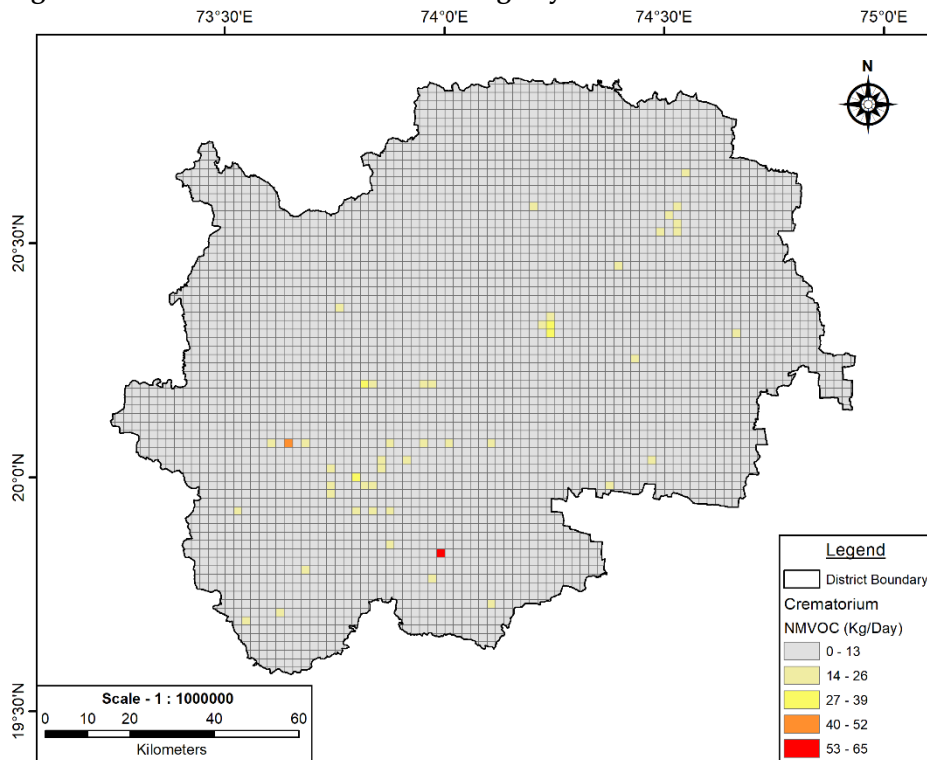 73°30'E 74°0'E 74°30'E 75°0'E
N
20°30'N
20°0'N
19°30'N
Legend
District Boundary
Crematorium
NMVOC (Kg/Day)
0 - 13
14 - 26
27 - 39
40 - 52
53 - 65
Scale - 1 : 1000000
0 10 20 40 60
Kilometers